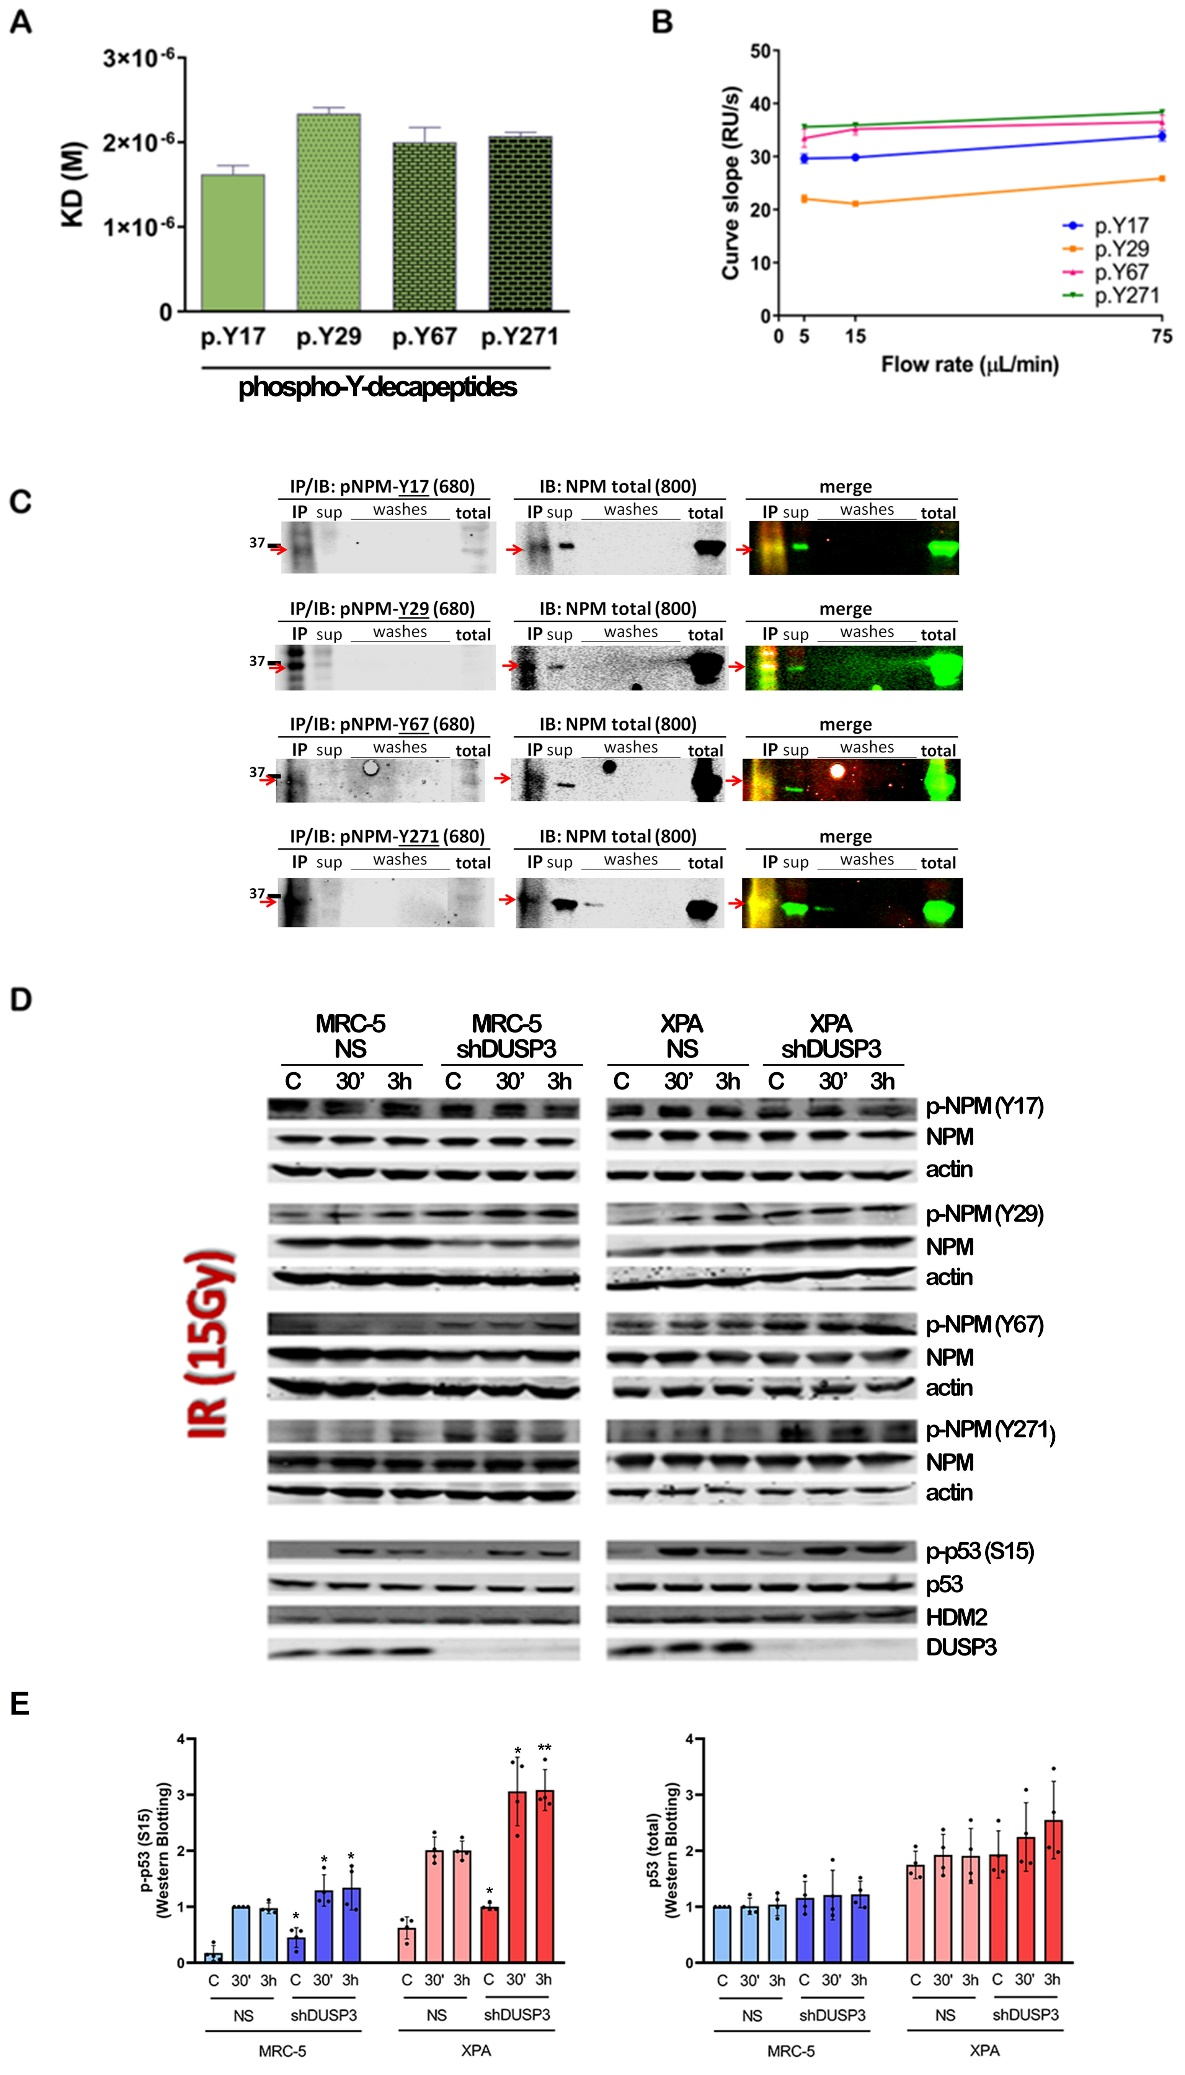 A
3×10-6
2×10-6
1×10-6
0
KD (M)
p.Y17 p.Y29 p.Y67 p.Y271
phospho-Y-decapeptides
B
50
40
30
20
10
0
Curve slope (RU/s)
p.Y17
p.Y29
p.Y67
p.Y271
0 5 15 75
Flow rate (µL/min)
C
IP/IB: pNPM-Y17 (680) IB: NPM total (800) merge
IP sup washes total IP sup washes total IP sup washes total
37
IP/IB: pNPM-Y29 (680) IB: NPM total (800) merge
IP sup washes total IP sup washes total IP sup washes total
37
IP/IB: pNPM-Y67 (680) IB: NPM total (800) merge
IP sup washes total IP sup washes total IP sup washes total
37
IP/IB: pNPM-Y271 (680) IB: NPM total (800) merge
IP sup washes total IP sup washes total IP sup washes total
37
D
MRC-5 MRC-5 XPA XPA
NS shDUSP3 NS shDUSP3
C 30’ 3h C 30’ 3h C 30’ 3h C 30’ 3h
p-NPM (Y17)
NPM
actin
p-NPM (Y29)
NPM
actin
p-NPM (Y67)
NPM
actin
p-NPM (Y271)
NPM
actin
p-p53 (S15)
p53
HDM2
DUSP3
IR (15Gy)
E
p-p53 (S15)
(Western Blotting)
4
3
2
1
0
* * * * * **
C 30' 3h C 30' 3h C 30' 3h C 30' 3h
NS shDUSP3 NS shDUSP3
MRC-5 XPA
p53 (total)
(Western Blotting)
4
3
2
1
0
C 30' 3h C 30' 3h C 30' 3h C 30' 3h
NS shDUSP3 NS shDUSP3
MRC-5 XPA